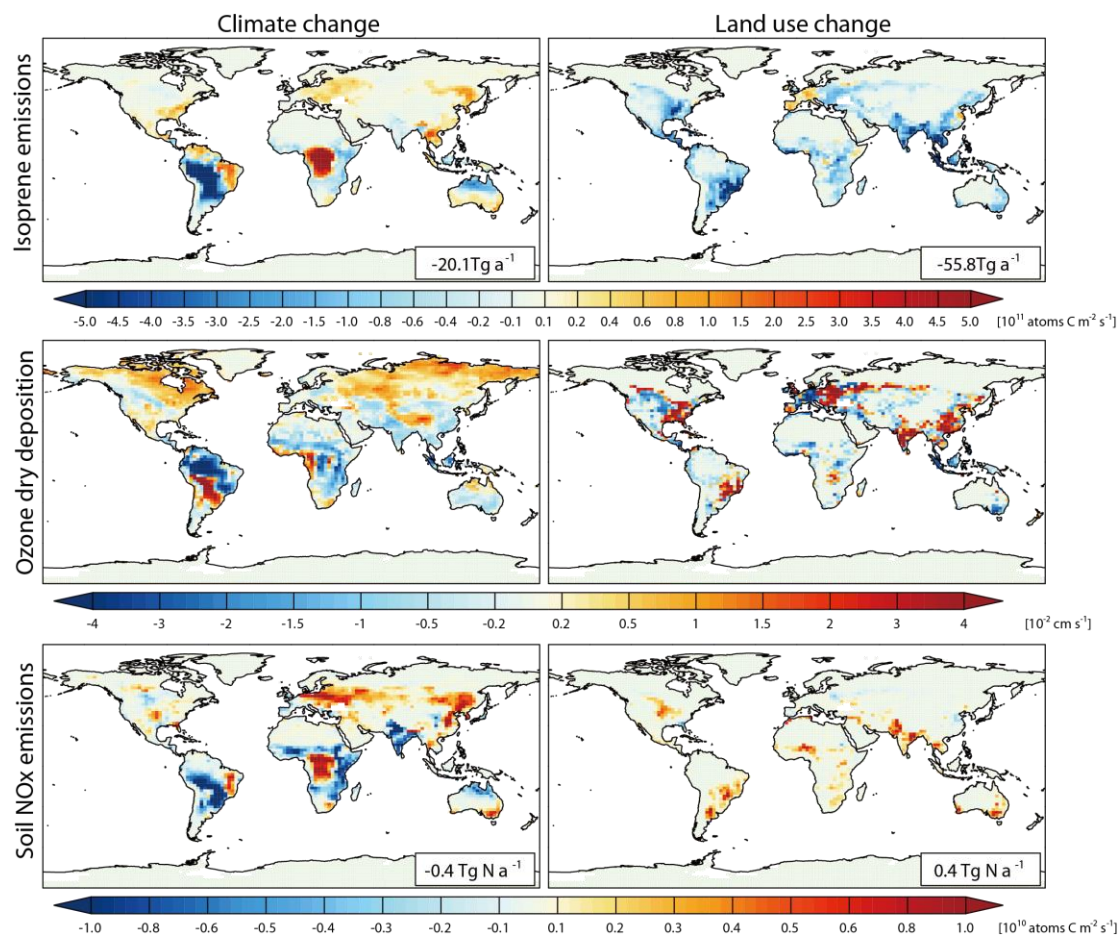 Climate change
Land use change
Isoprene emissions
-20.1Tg a⁻¹
-55.8Tg a⁻¹
-5.0 -4.5 -4.0 -3.5 -3.0 -2.5 -2.0 -1.5 -1.0 -0.8 -0.6 -0.4 -0.2 -0.1 0.1 0.2 0.4 0.6 0.8 1.0 1.5 2.0 2.5 3.0 3.5 4.0 4.5 5.0 [10¹¹ atoms C m⁻² s⁻¹]
Ozone dry deposition
-4 -3 -2 -1.5 -1 -0.5 -0.2 0.2 0.5 1 1.5 2 3 4 [10⁻² cm s⁻¹]
Soil NOx emissions
-0.4 Tg N a⁻¹
0.4 Tg N a⁻¹
-1.0 -0.8 -0.6 -0.5 -0.4 -0.3 -0.2 -0.1 0.1 0.2 0.3 0.4 0.5 0.6 0.8 1.0 [10¹⁰ atoms C m⁻² s⁻¹]